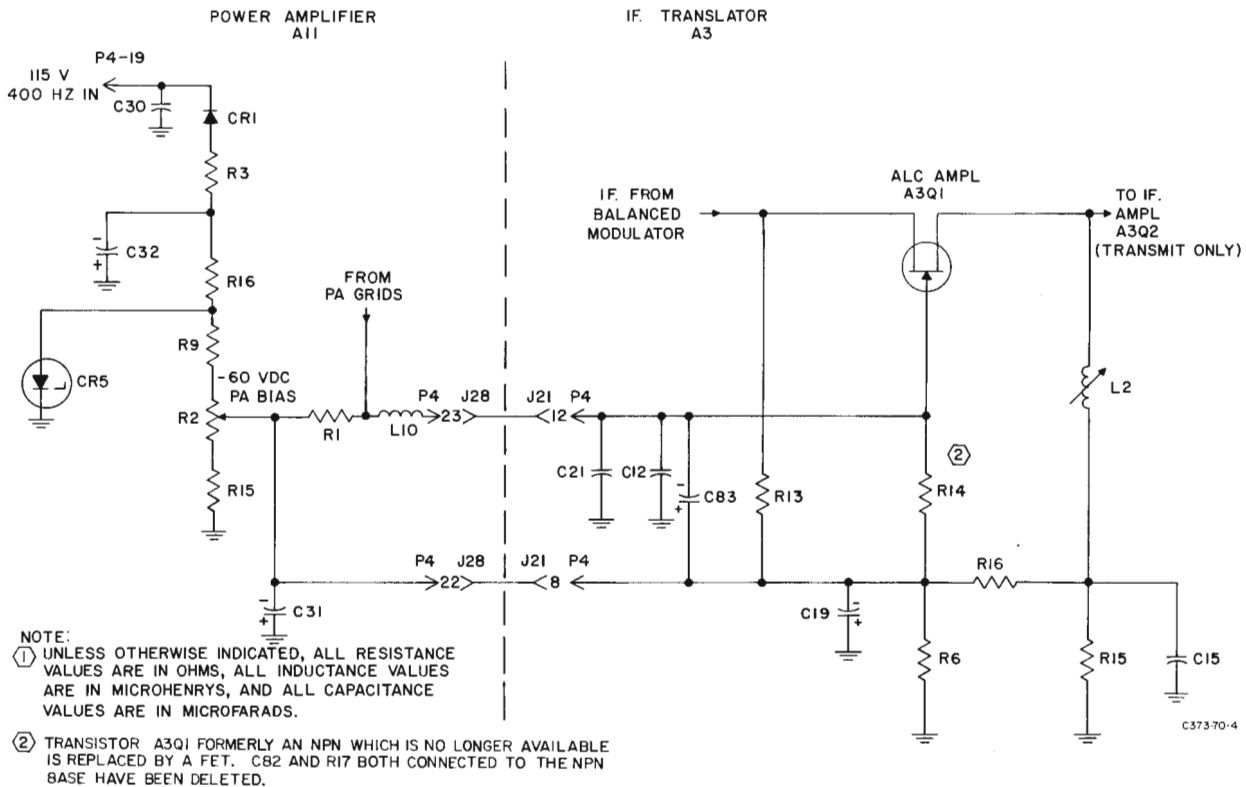 POWER AMPLIFIER
A11
IF. TRANSLATOR
A3
P4-19
115 V
400 HZ IN
C30
CR1
R3
C32
R16
R9
CR5
-60 VDC
PA BIAS
R2
R15
R1
FROM
PA GRIDS
L10
P4
23
J28
J21
12
P4
IF. FROM
BALANCED
MODULATOR
ALC AMPL
A3Q1
TO IF.
AMPL
A3Q2
(TRANSMIT ONLY)
L2
C21
C12
-
C83
+
R13
2
R14
P4
22
J28
J21
8
P4
-
C31
+
-
C19
+
R16
R6
R15
C15
NOTE:
1 UNLESS OTHERWISE INDICATED, ALL RESISTANCE
VALUES ARE IN OHMS, ALL INDUCTANCE VALUES
ARE IN MICROHENRYS, AND ALL CAPACITANCE
VALUES ARE IN MICROFARADS.
2 TRANSISTOR A3Q1 FORMERLY AN NPN WHICH IS NO LONGER AVAILABLE
IS REPLACED BY A FET. C82 AND R17 BOTH CONNECTED TO THE NPN
BASE HAVE BEEN DELETED.
C373-70-4